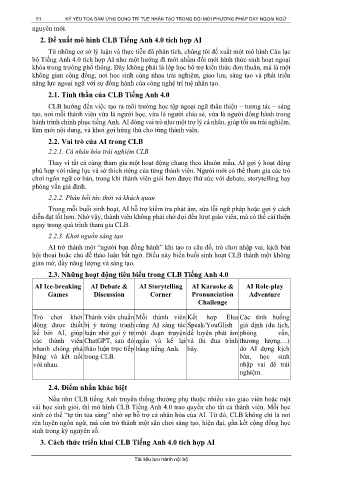 51 KỶ YẾU TỌA ĐÀM ỨNG DỤNG TRÍ TUỆ NHÂN TẠO TRONG ĐỔI MỚI PHƯƠNG PHÁP DẠY NGOẠI NGỮ
nguyên mới.
2. Đề xuất mô hình CLB Tiếng Anh 4.0 tích hợp AI
Từ những cơ sở lý luận và thực tiễn đã phân tích, chúng tôi đề xuất một mô hình Câu lạc
bộ Tiếng Anh 4.0 tích hợp AI như một hướng đi mới nhằm đổi mới hình thức sinh hoạt ngoại
khóa trong trường phổ thông. Đây không phải là lớp học bổ trợ kiến thức đơn thuần, mà là một
không gian cộng đồng, nơi học sinh cùng nhau trải nghiệm, giao lưu, sáng tạo và phát triển
năng lực ngoại ngữ với sự đồng hành của công nghệ trí tuệ nhân tạo.
2.1. Tinh thần của CLB Tiếng Anh 4.0
CLB hướng đến việc tạo ra môi trường học tập ngoại ngữ thân thiện – tương tác – sáng
tạo, nơi mỗi thành viên vừa là người học, vừa là người chia sẻ, vừa là người đồng hành trong
hành trình chinh phục tiếng Anh. AI đóng vai trò như một trợ lý cá nhân, giúp tối ưu trải nghiệm,
làm mới nội dung, và khơi gợi hứng thú cho từng thành viên.
2.2. Vai trò của AI trong CLB
2.2.1. Cá nhân hóa trải nghiệm CLB
Thay vì tất cả cùng tham gia một hoạt động chung theo khuôn mẫu, AI gợi ý hoạt động
phù hợp với năng lực và sở thích riêng của từng thành viên. Người mới có thể tham gia các trò
chơi ngôn ngữ cơ bản, trong khi thành viên giỏi hơn được thử sức với debate, storytelling hay
phỏng vấn giả định.
2.2.2. Phản hồi tức thời và khách quan
Trong mỗi buổi sinh hoạt, AI hỗ trợ kiểm tra phát âm, sửa lỗi ngữ pháp hoặc gợi ý cách
diễn đạt tốt hơn. Nhờ vậy, thành viên không phải chờ đợi đến lượt giáo viên, mà có thể cải thiện
ngay trong quá trình tham gia CLB.
2.2.3. Khơi nguồn sáng tạo
AI trở thành một “người bạn đồng hành” khi tạo ra câu đố, trò chơi nhập vai, kịch bản
hội thoại hoặc chủ đề thảo luận bất ngờ. Điều này biến buổi sinh hoạt CLB thành một không
gian mở, đầy năng lượng và sáng tạo.
2.3. Những hoạt động tiêu biểu trong CLB Tiếng Anh 4.0
AI Ice-breaking Games
AI Debate & Discussion
AI Storytelling Corner
AI Karaoke & Pronunciation Challenge
AI Role-play Adventure
Trò chơi khởi động được thiết kế bởi AI, giúp các thành viên nhanh chóng phá băng và kết nối với nhau.
Thành viên chuẩn bị ý tưởng tranh luận nhờ gợi ý từ ChatGPT, sau đó thảo luận trực tiếp trong CLB.
Mỗi thành viên cùng AI sáng tác một đoạn truyện ngắn và kể lại bằng tiếng Anh.
Kết hợp Elsa Speak/YouGlish để luyện phát âm và thi đua trình bày.
Các tình huống giả định (du lịch, phỏng vấn, thương lượng…) do AI dựng kịch bản, học sinh nhập vai để trải nghiệm.
2.4. Điểm nhấn khác biệt
Nếu như CLB tiếng Anh truyền thống thường phụ thuộc nhiều vào giáo viên hoặc một
vài học sinh giỏi, thì mô hình CLB Tiếng Anh 4.0 trao quyền cho tất cả thành viên. Mỗi học
sinh có thể “tự tin tỏa sáng” nhờ sự hỗ trợ cá nhân hóa của AI. Từ đó, CLB không chỉ là nơi
rèn luyện ngôn ngữ, mà còn trở thành một sân chơi sáng tạo, hiện đại, gắn kết cộng đồng học
sinh trong kỷ nguyên số.
3. Cách thức triển khai CLB Tiếng Anh 4.0 tích hợp AI
Tài liệu lưu hành nội bộ